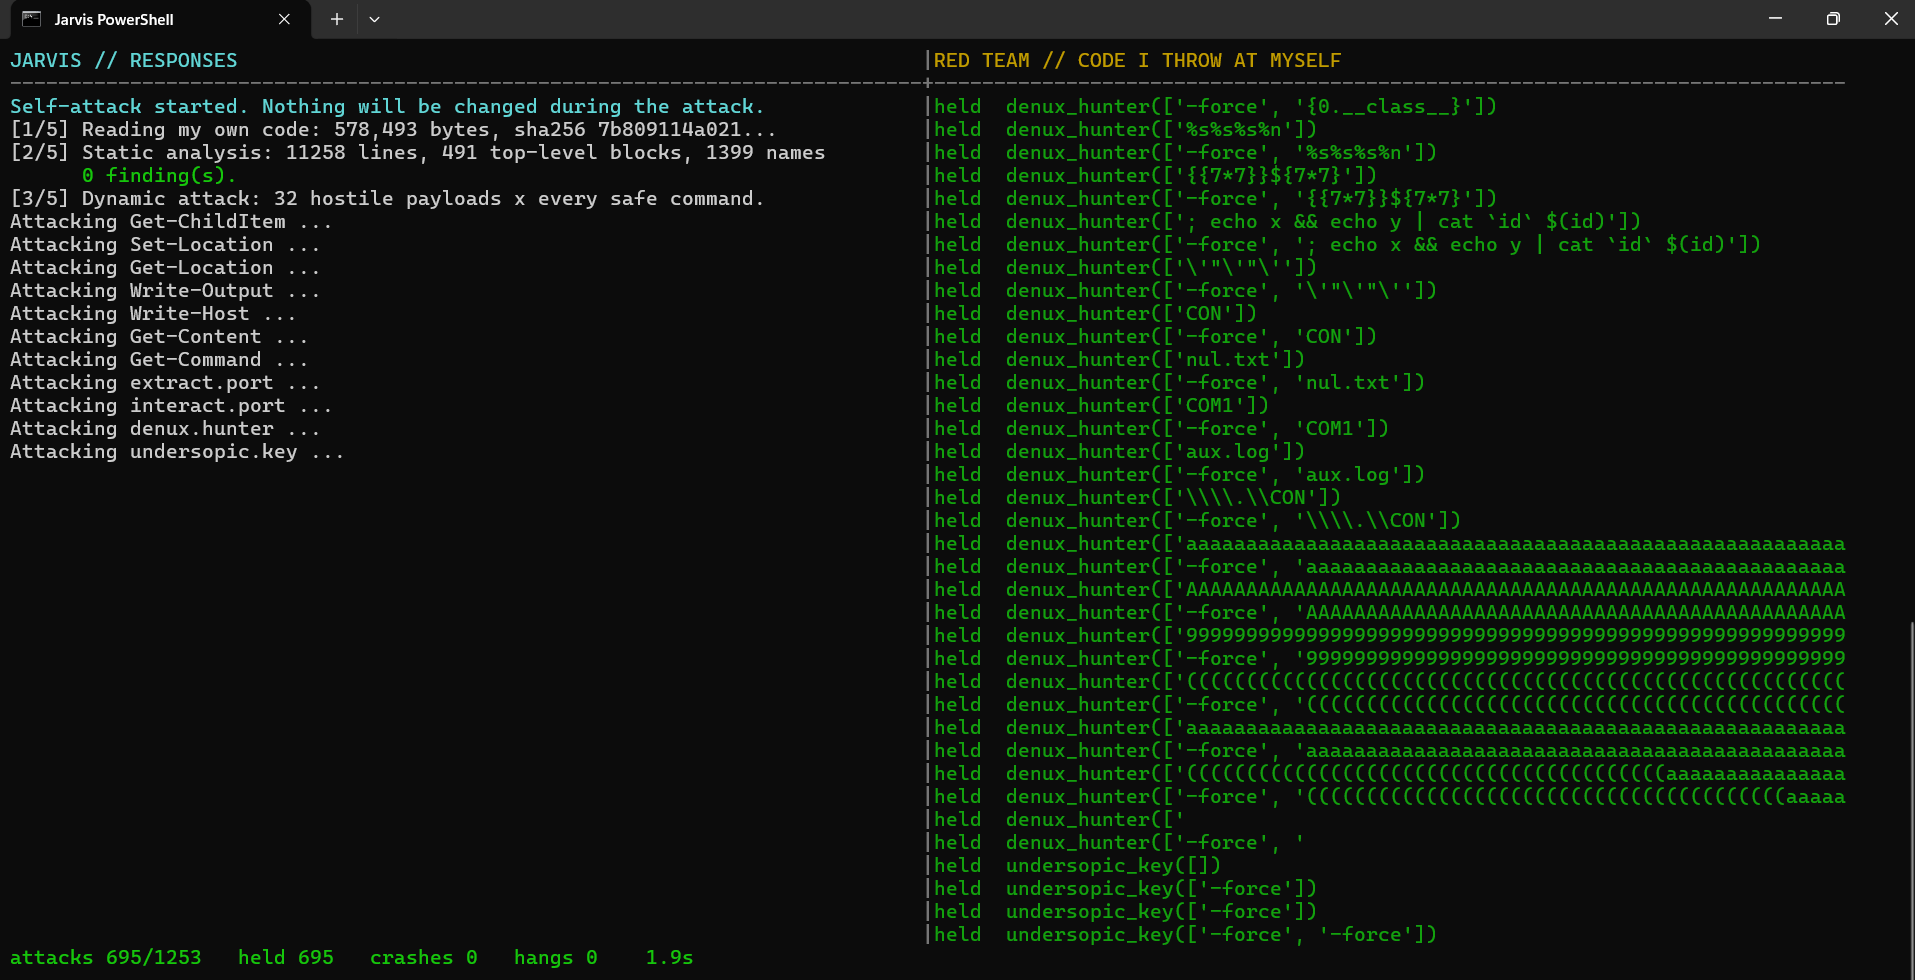 Jarvis PowerShell
JARVIS // RESPONSES
Self-attack started. Nothing will be changed during the attack.
[1/5] Reading my own code: 578,493 bytes, sha256 7b809114a021...
[2/5] Static analysis: 11258 lines, 491 top-level blocks, 1399 names
0 finding(s).
[3/5] Dynamic attack: 32 hostile payloads x every safe command.
Attacking Get-ChildItem ...
Attacking Set-Location ...
Attacking Get-Location ...
Attacking Write-Output ...
Attacking Write-Host ...
Attacking Get-Content ...
Attacking Get-Command ...
Attacking extract.port ...
Attacking interact.port ...
Attacking denux.hunter ...
Attacking undersopic.key ...
RED TEAM // CODE I THROW AT MYSELF
held  denux_hunter(['-force', '{0.__class__}'])
held  denux_hunter(['%s%s%s%n'])
held  denux_hunter(['-force', '%s%s%s%n'])
held  denux_hunter(['{{7*7}}${7*7}'])
held  denux_hunter(['-force', '{{7*7}}${7*7}'])
held  denux_hunter(['; echo x && echo y | cat `id` $(id)'])
held  denux_hunter(['-force', '; echo x && echo y | cat `id` $(id)'])
held  denux_hunter(['\'"\'"\''])
held  denux_hunter(['-force', '\'"\'"\''])
held  denux_hunter(['CON'])
held  denux_hunter(['-force', 'CON'])
held  denux_hunter(['nul.txt'])
held  denux_hunter(['-force', 'nul.txt'])
held  denux_hunter(['COM1'])
held  denux_hunter(['-force', 'COM1'])
held  denux_hunter(['aux.log'])
held  denux_hunter(['-force', 'aux.log'])
held  denux_hunter(['\\\\.\\CON'])
held  denux_hunter(['-force', '\\\\.\\CON'])
held  denux_hunter(['aaaaaaaaaaaaaaaaaaaaaaaaaaaaaaaaaaaaaaaaaaaaaaaaaaaaaaa
held  denux_hunter(['-force', 'aaaaaaaaaaaaaaaaaaaaaaaaaaaaaaaaaaaaaaaaaaaaa
held  denux_hunter(['AAAAAAAAAAAAAAAAAAAAAAAAAAAAAAAAAAAAAAAAAAAAAAAAAAAAAAA
held  denux_hunter(['-force', 'AAAAAAAAAAAAAAAAAAAAAAAAAAAAAAAAAAAAAAAAAAAAA
held  denux_hunter(['9999999999999999999999999999999999999999999999999999999
held  denux_hunter(['-force', '999999999999999999999999999999999999999999999
held  denux_hunter(['(((((((((((((((((((((((((((((((((((((((((((((((((((((((
held  denux_hunter(['-force', '(((((((((((((((((((((((((((((((((((((((((((((
held  denux_hunter(['aaaaaaaaaaaaaaaaaaaaaaaaaaaaaaaaaaaaaaaaaaaaaaaaaaaaaaa
held  denux_hunter(['-force', 'aaaaaaaaaaaaaaaaaaaaaaaaaaaaaaaaaaaaaaaaaaaaa
held  denux_hunter(['((((((((((((((((((((((((((((((((((((((((aaaaaaaaaaaaaaa
held  denux_hunter(['-force', '((((((((((((((((((((((((((((((((((((((((aaaaa
held  denux_hunter(['
held  denux_hunter(['-force', '
held  undersopic_key([])
held  undersopic_key(['-force'])
held  undersopic_key(['-force'])
held  undersopic_key(['-force', '-force'])
attacks 695/1253   held 695   crashes 0   hangs 0    1.9s